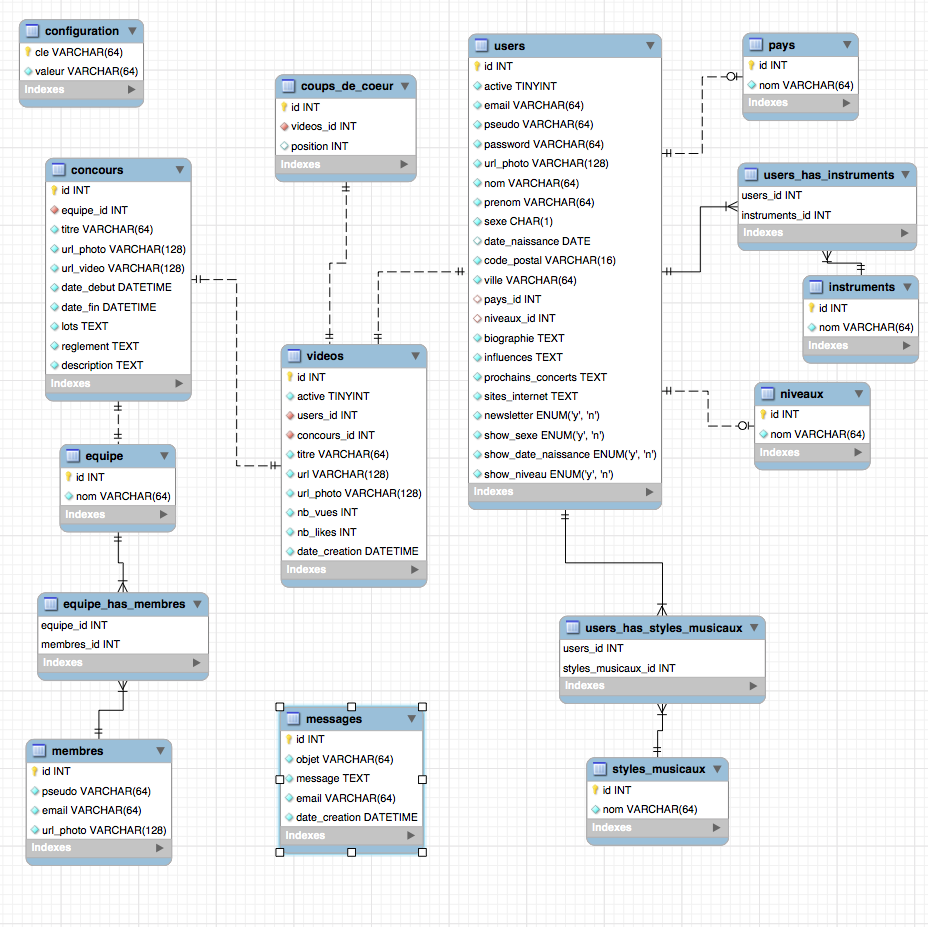 configuration
cle VARCHAR(64)
valeur VARCHAR(64)
Indexes
coups_de_coeur
id INT
videos_id INT
position INT
Indexes
users
id INT
active TINYINT
email VARCHAR(64)
pseudo VARCHAR(64)
password VARCHAR(64)
url_photo VARCHAR(128)
nom VARCHAR(64)
prenom VARCHAR(64)
sexe CHAR(1)
date_naissance DATE
code_postal VARCHAR(16)
ville VARCHAR(64)
pays_id INT
niveaux_id INT
biographie TEXT
influences TEXT
prochains_concerts TEXT
sites_internet TEXT
newsletter ENUM('y', 'n')
show_sexe ENUM('y', 'n')
show_date_naissance ENUM('y', 'n')
show_niveau ENUM('y', 'n')
Indexes
pays
id INT
nom VARCHAR(64)
Indexes
users_has_instruments
users_id INT
instruments_id INT
Indexes
instruments
id INT
nom VARCHAR(64)
Indexes
niveaux
id INT
nom VARCHAR(64)
Indexes
concours
id INT
equipe_id INT
titre VARCHAR(64)
url_photo VARCHAR(128)
url_video VARCHAR(128)
date_debut DATETIME
date_fin DATETIME
lots TEXT
reglement TEXT
description TEXT
Indexes
videos
id INT
active TINYINT
users_id INT
concours_id INT
titre VARCHAR(64)
url VARCHAR(128)
url_photo VARCHAR(128)
nb_vues INT
nb_likes INT
date_creation DATETIME
Indexes
equipe
id INT
nom VARCHAR(64)
Indexes
equipe_has_membres
equipe_id INT
membres_id INT
Indexes
users_has_styles_musicaux
users_id INT
styles_musicaux_id INT
Indexes
membres
id INT
pseudo VARCHAR(64)
email VARCHAR(64)
url_photo VARCHAR(128)
Indexes
messages
id INT
objet VARCHAR(64)
message TEXT
email VARCHAR(64)
date_creation DATETIME
Indexes
styles_musicaux
id INT
nom VARCHAR(64)
Indexes